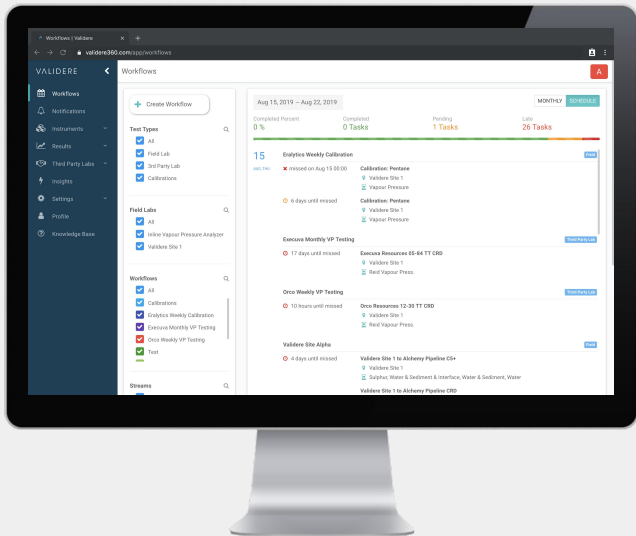 Workflows | Validere
validere360.com/app/workflows
VALIDERE
Workflows
Notifications
Instruments
Results
Third Party Labs
Insights
Settings
Profile
Knowledge Base
Workflows
A
Create Workflow
Test Types
All
Field Lab
3rd Party Lab
Calibrations
Field Labs
All
Inline Vapour Pressure Analyzer
Validere Site 1
Workflows
All
Calibrations
Eralytics Weekly Calibration
Execuva Monthly VP Testing
Orco Weekly VP Testing
Test
Streams
Aug 15, 2019 – Aug 22, 2019
MONTHLY SCHEDULE
Completed Percent Completed Pending Late
0 % 0 Tasks 1 Tasks 26 Tasks
15 Eralytics Weekly Calibration Field
AUG, THU missed on Aug 15 00:00 Calibration: Pentane
Validere Site 1
Vapour Pressure
6 days until missed Calibration: Pentane
Validere Site 1
Vapour Pressure
Execuva Monthly VP Testing Third Party Lab
17 days until missed Execuva Resources 05-84 TT CRD
Validere Site 1
Reid Vapour Press.
Orco Weekly VP Testing Third Party Lab
10 hours until missed Orco Resources 12-30 TT CRD
Validere Site 1
Reid Vapour Press.
Validere Site Alpha Field
4 days until missed Validere Site 1 to Alchemy Pipeline C5+
Validere Site 1
Sulphur, Water & Sediment & Interface, Water & Sediment, Water
Validere Site 1 to Alchemy Pipeline CRD